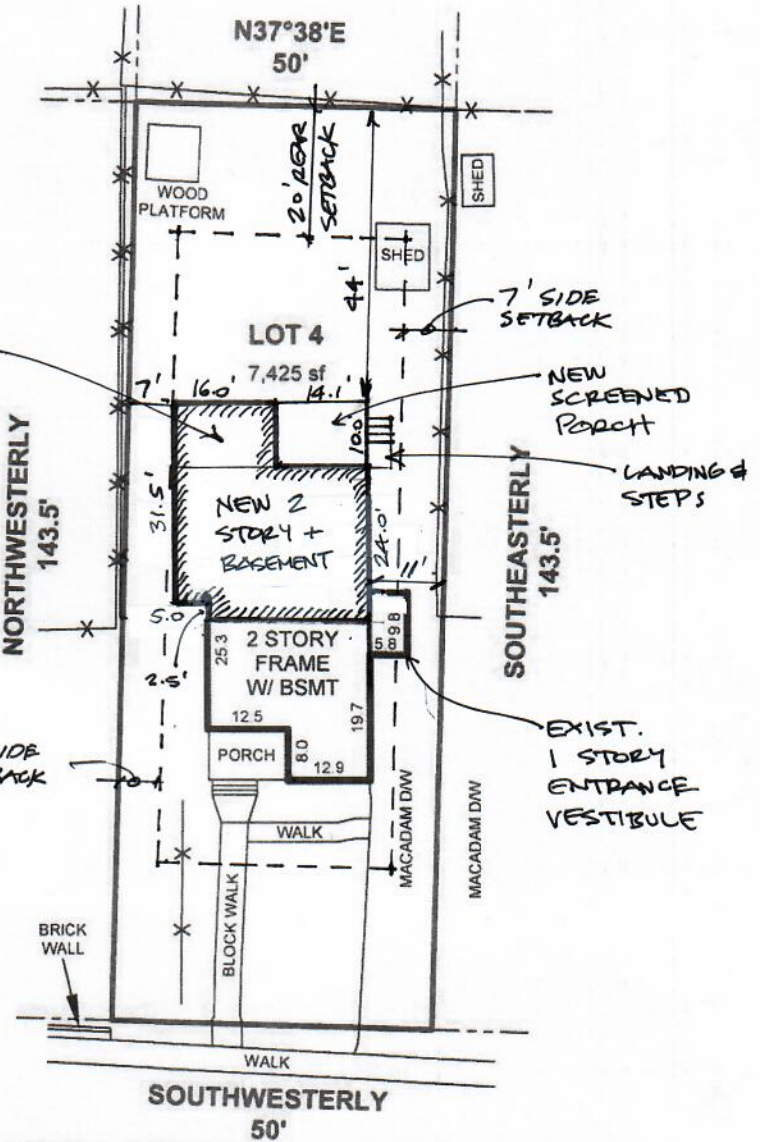 N37°38'E
50'
20' REAR
SETBACK
WOOD
PLATFORM
SHED
SHED
44'
7' SIDE
SETBACK
LOT 4
7,425 sf
7'
16.0'
14.1'
NEW
SCREENED
PORCH
10.0'
LANDING &
STEPS
NORTHWESTERLY
143.5'
31.5'
NEW 2
STORY +
BASEMENT
24.0'
11'
SOUTHEASTERLY
143.5'
5.0'
2.5'
25.3
2 STORY
FRAME
W/ BSMT
5.8
9.8
19.7
12.5
PORCH
8.0
12.9
EXIST.
1 STORY
ENTRANCE
VESTIBULE
WALK
MACADAM D/W
MACADAM D/W
BLOCK WALK
BRICK
WALL
WALK
SOUTHWESTERLY
50'